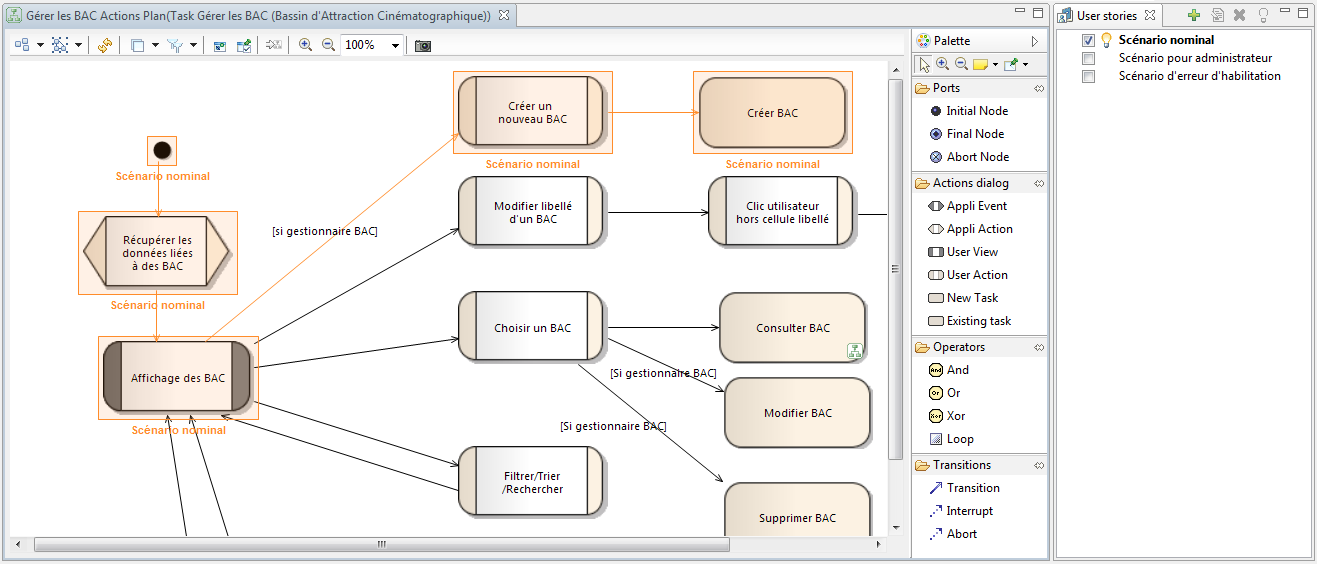 Gérer les BAC Actions Plan(Task Gérer les BAC (Bassin d'Attraction Cinématographique))
100%
Créer un
nouveau BAC
Scénario nominal
Créer BAC
Scénario nominal
Scénario nominal
Modifier libellé
d'un BAC
Clic utilisateur
hors cellule libellé
[si gestionnaire BAC]
Récupérer les
données liées
à des BAC
Scénario nominal
Choisir un BAC
Consulter BAC
Affichage des BAC
[Si gestionnaire BAC]
Modifier BAC
Scénario nominal
[Si gestionnaire BAC]
Filtrer/Trier
/Rechercher
Supprimer BAC
Palette
Ports
Initial Node
Final Node
Abort Node
Actions dialog
Appli Event
Appli Action
User View
User Action
New Task
Existing task
Operators
And
And
Or
Or
Xor
Xor
Loop
Transitions
Transition
Interrupt
Abort
User stories
Scénario nominal
Scénario pour administrateur
Scénario d'erreur d'habilitation